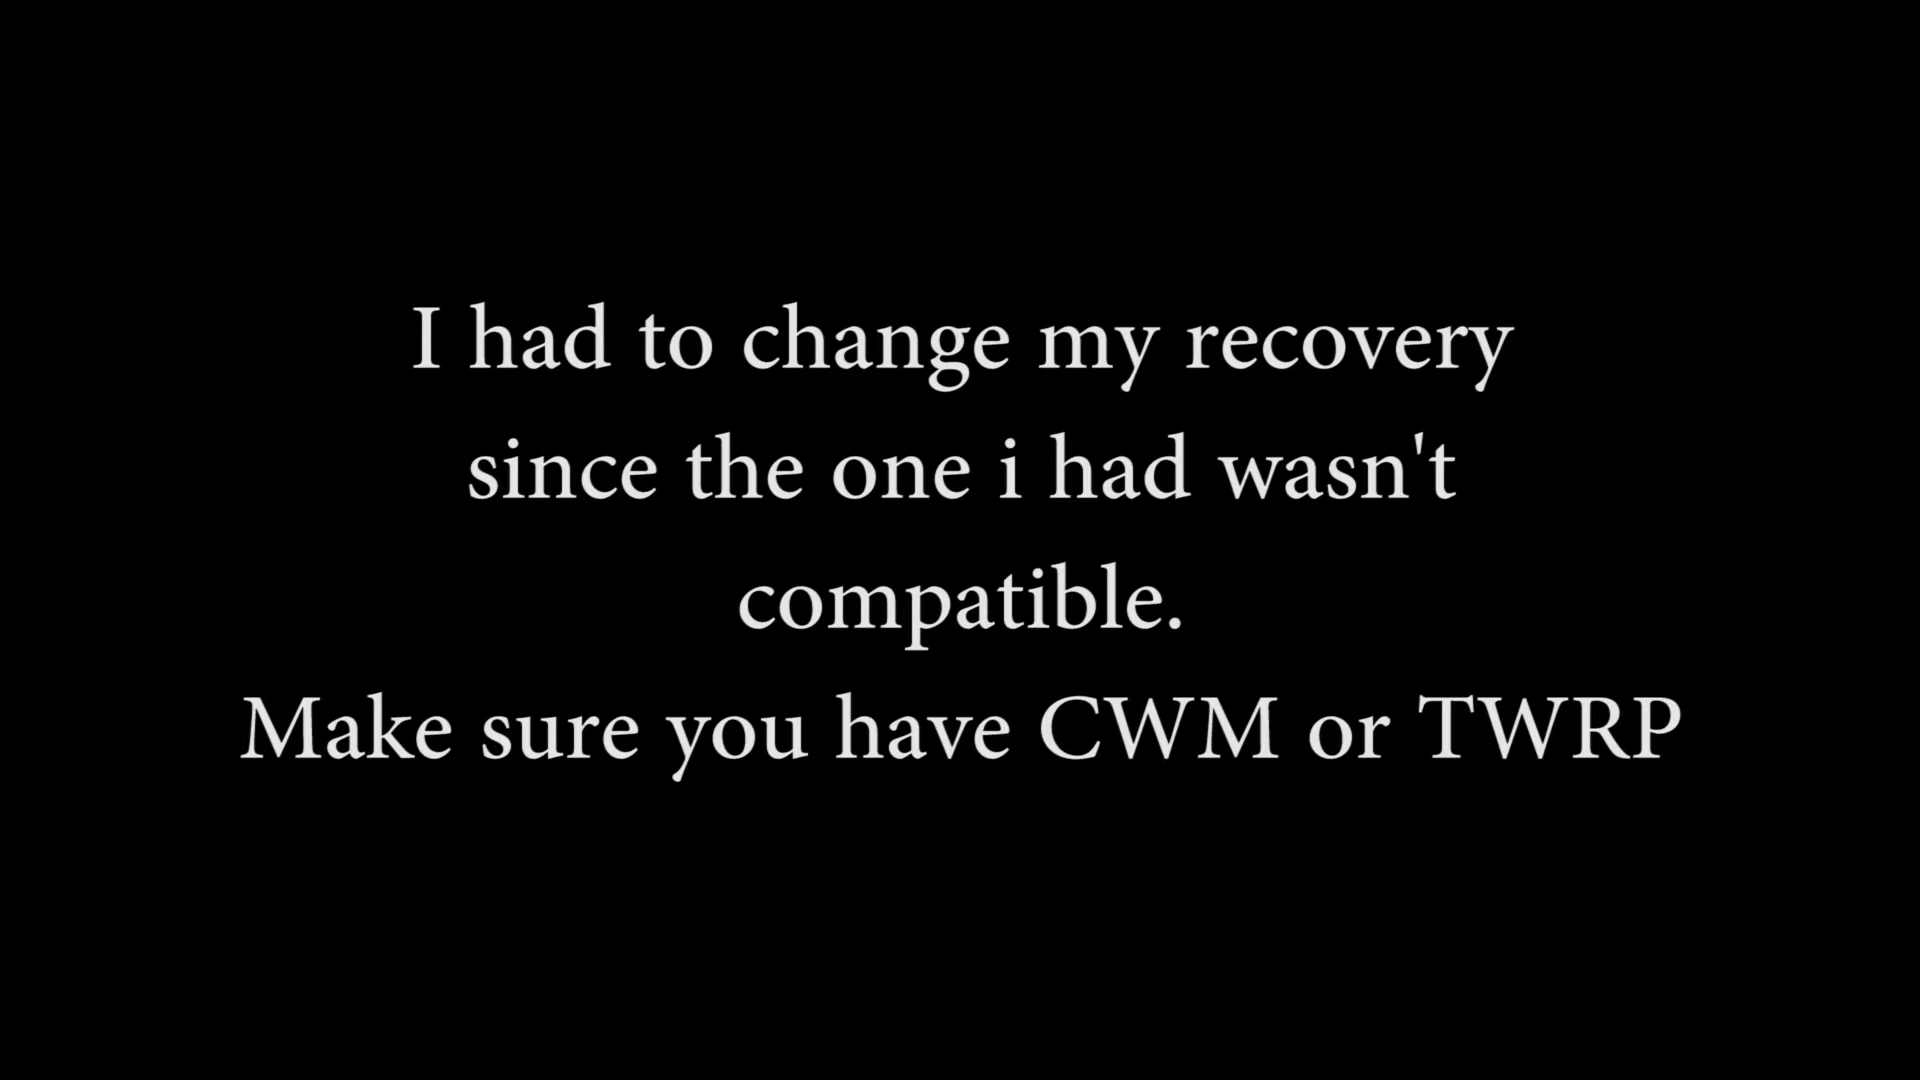 I had to change my recovery
since the one i had wasn't
compatible.
Make sure you have CWM or TWRP